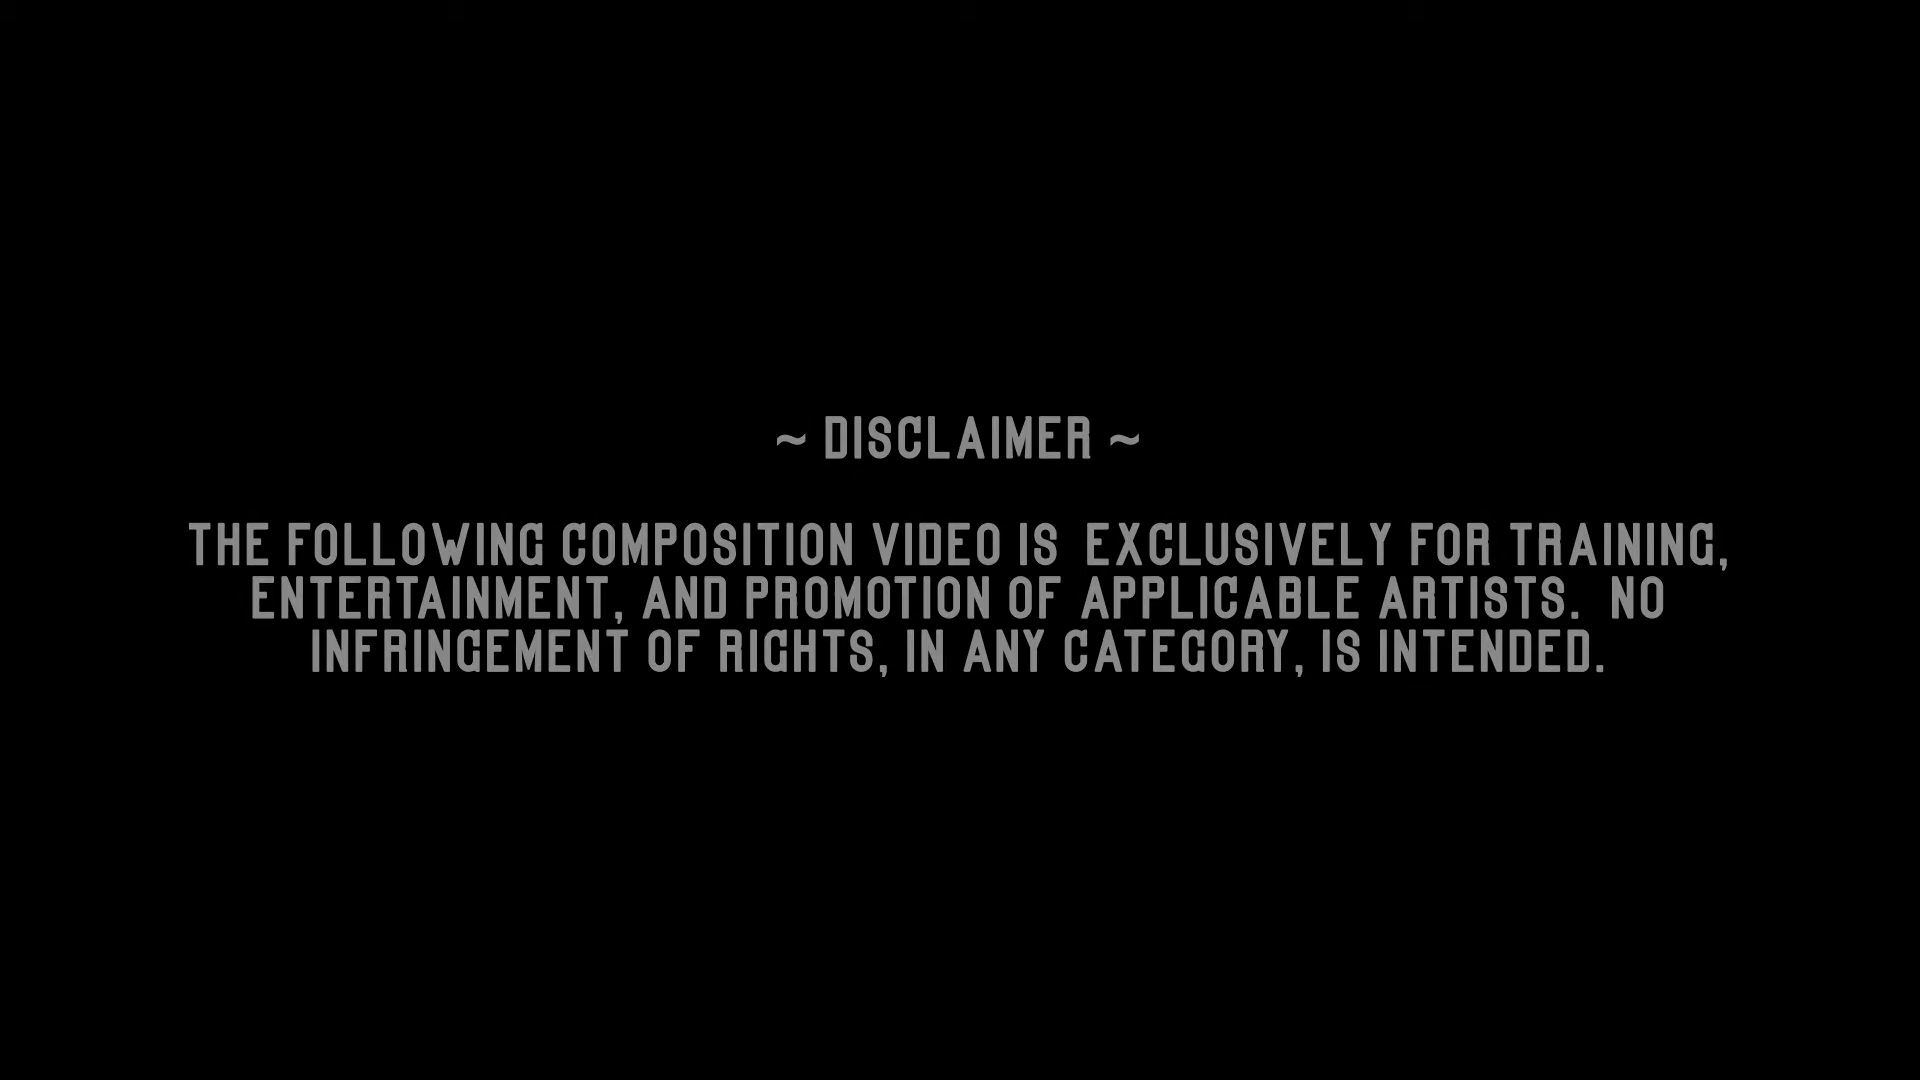 ~ DISCLAIMER ~
THE FOLLOWING COMPOSITION VIDEO IS EXCLUSIVELY FOR TRAINING,
ENTERTAINMENT, AND PROMOTION OF APPLICABLE ARTISTS. NO
INFRINGEMENT OF RIGHTS, IN ANY CATEGORY, IS INTENDED.